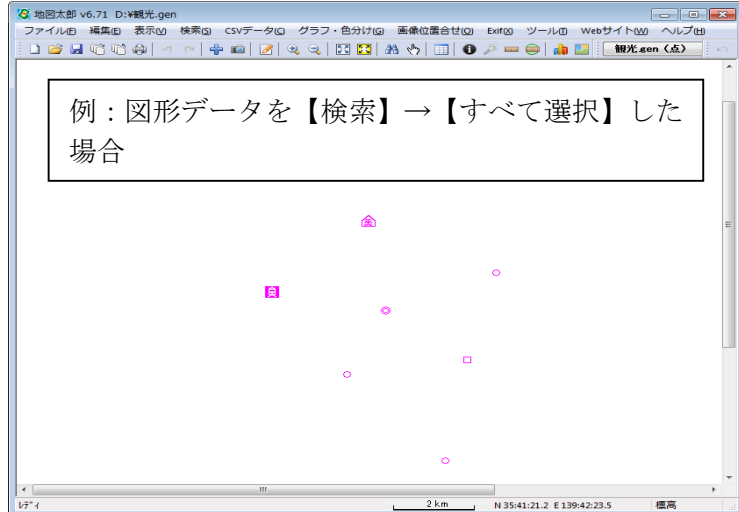 地図太郎 v6.71 D:¥観光.gen
ファイル(F) 編集(E) 表示(V) 検索(S) CSVデータ(C) グラフ・色分け(G) 画像位置合せ(O) Exif(X) ツール(T) Webサイト(W) ヘルプ(H)
観光.gen（点）
例：図形データを【検索】→【すべて選択】した
場合
ﾚﾃﾞｨ 2 km N 35:41:21.2 E 139:42:23.5 標高